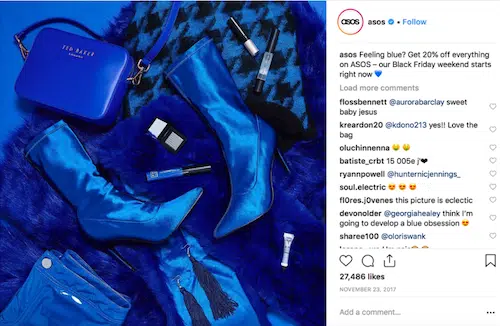 TED BAKER
LONDON
asos
asos • Follow
asos Feeling blue? Get 20% off everything
on ASOS – our Black Friday weekend starts
right now 💙
Load more comments
flossbennett @aurorabarclay sweet
baby jesus
kreardon20 @kdono213 yes!! Love the
bag
oluchinnenna
batiste_crbt 15 005e j'❤
ryannpowell @hunternicjennings_
soul.electric 😍 😍 😍
fl0res.j0venes this picture is eclectic
devonolder @georgiahealey think I'm
going to develop a blue obsession 😍
sharee100 @oloriswank
27,486 likes
NOVEMBER 23, 2017
Add a comment...